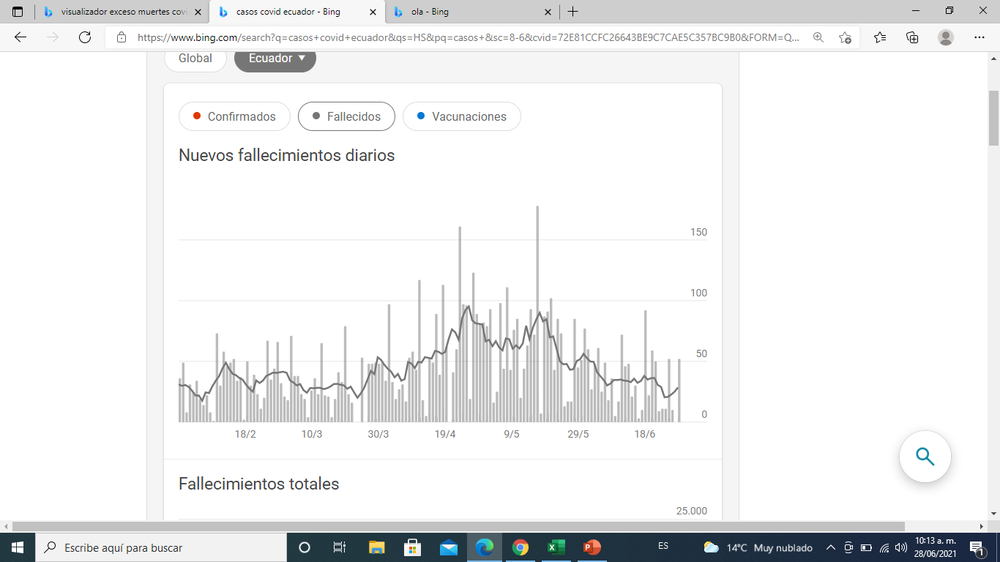 visualizador exceso muertes covi
casos covid ecuador - Bing
ola - Bing
https://www.bing.com/search?q=casos+covid+ecuador&qs=HS&pq=casos+&sc=8-6&cvid=72E81CCFC26643BE9C7CAE5C357BC9B0&FORM=Q...
Global
Ecuador
Confirmados
Fallecidos
Vacunaciones
Nuevos fallecimientos diarios
150
100
50
0
18/2 10/3 30/3 19/4 9/5 29/5 18/6
Fallecimientos totales
25.000
Escribe aquí para buscar
ES
14°C Muy nublado
10:13 a. m.
28/06/2021
1